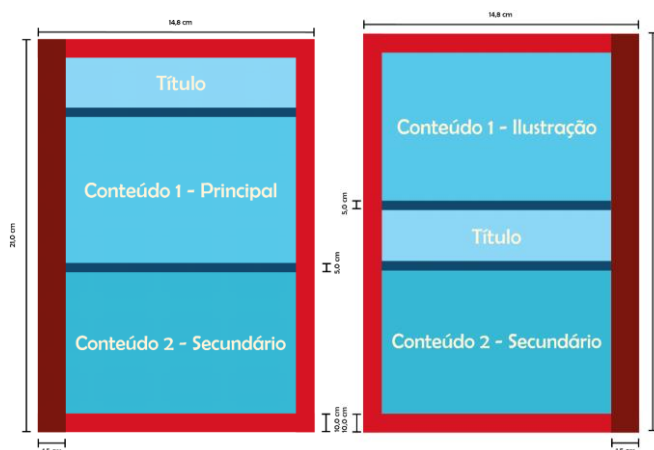 14,8 cm
Título
Conteúdo 1 - Principal
Conteúdo 2 - Secundário
21,0 cm
5,0 cm
10,0 cm
14,8 cm
Conteúdo 1 - Ilustração
Título
Conteúdo 2 - Secundário
5,0 cm
10,0 cm